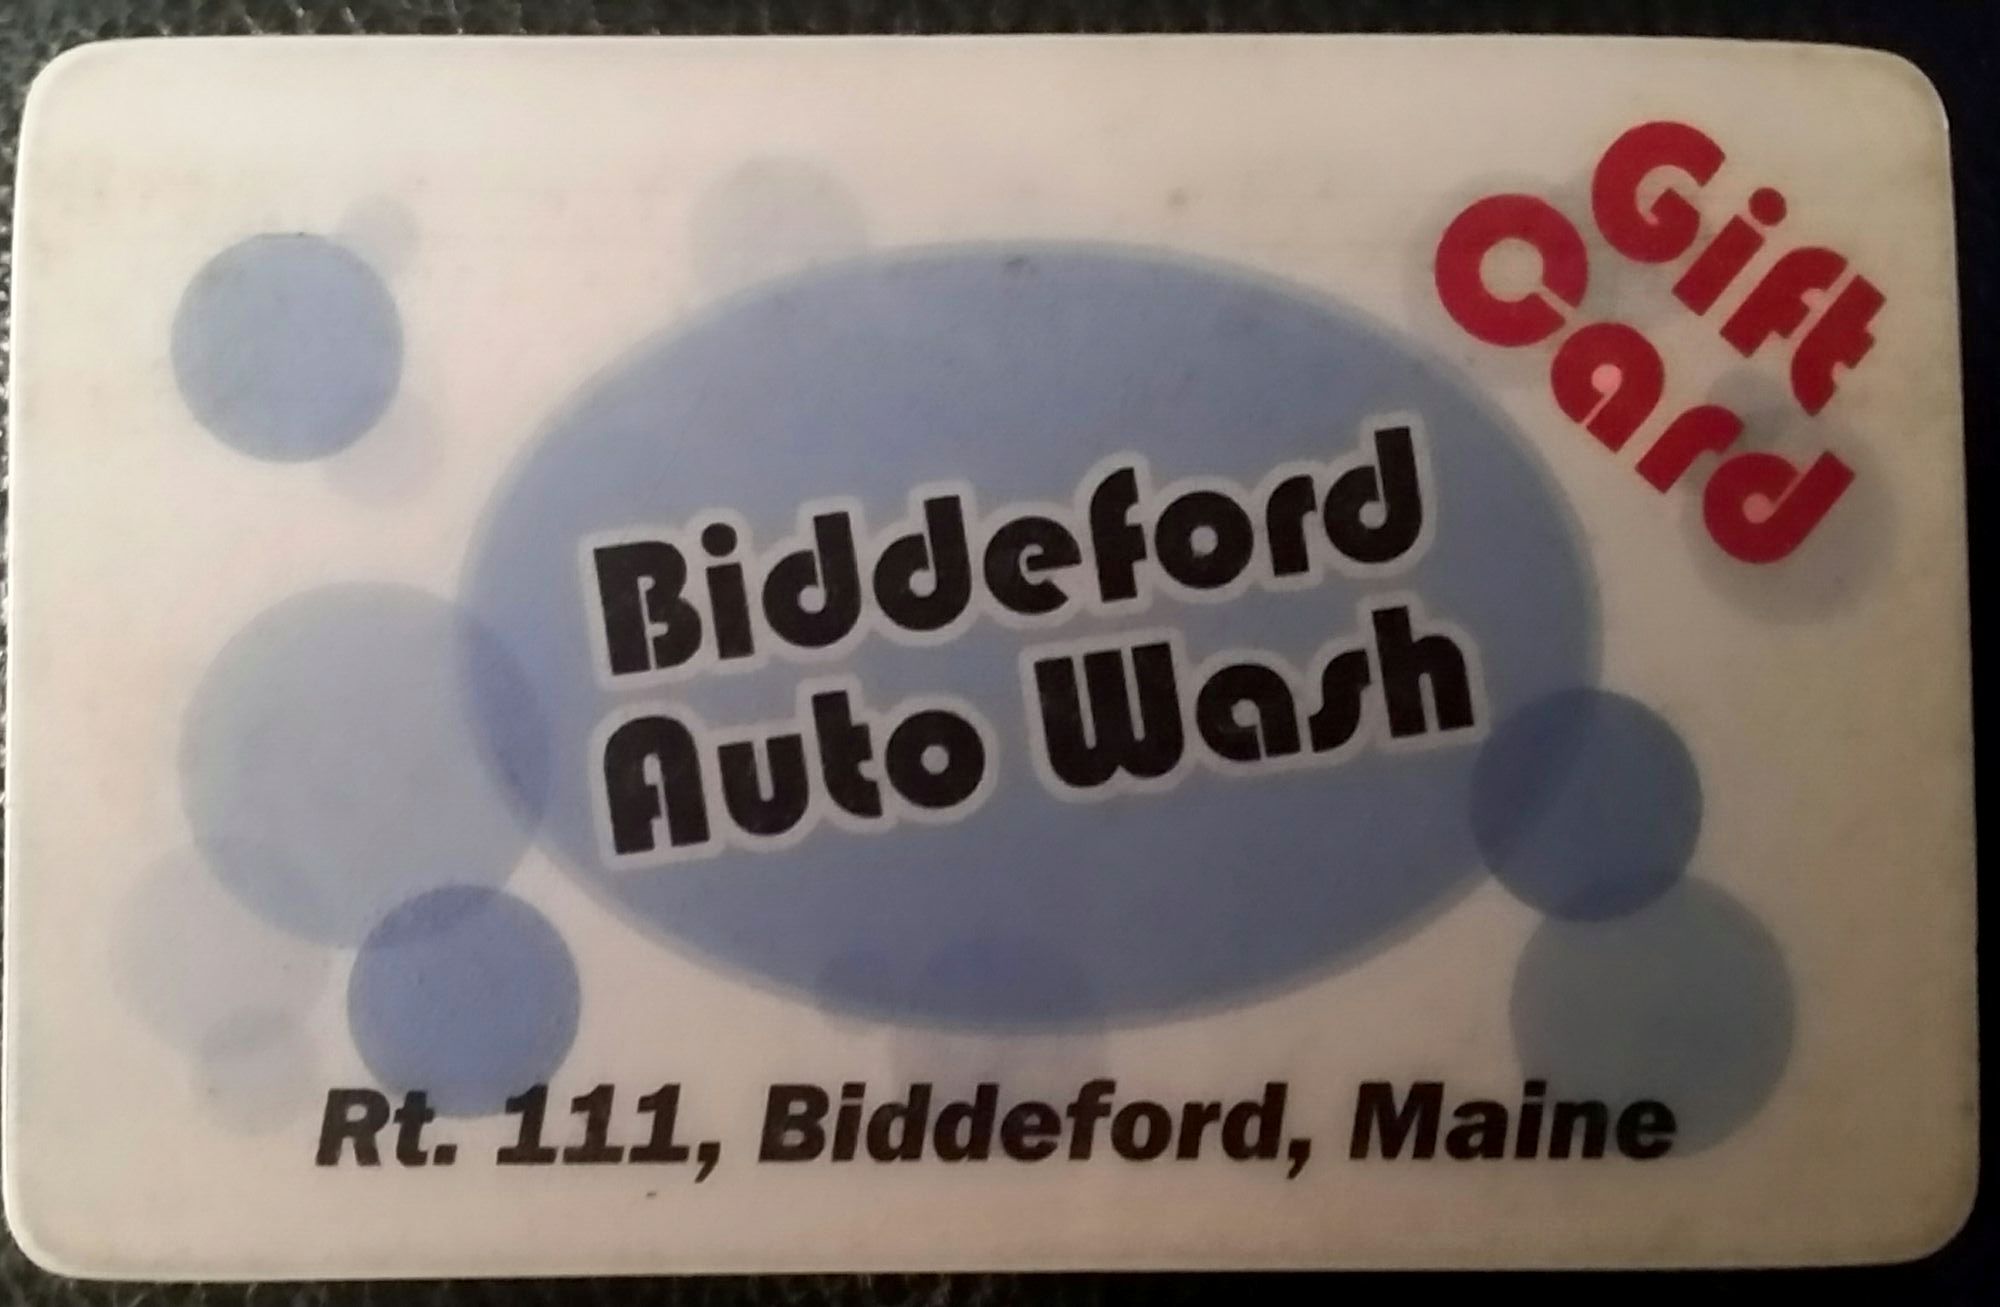 Gift
Card
Biddeford
Auto Wash
Rt. 111, Biddeford, Maine